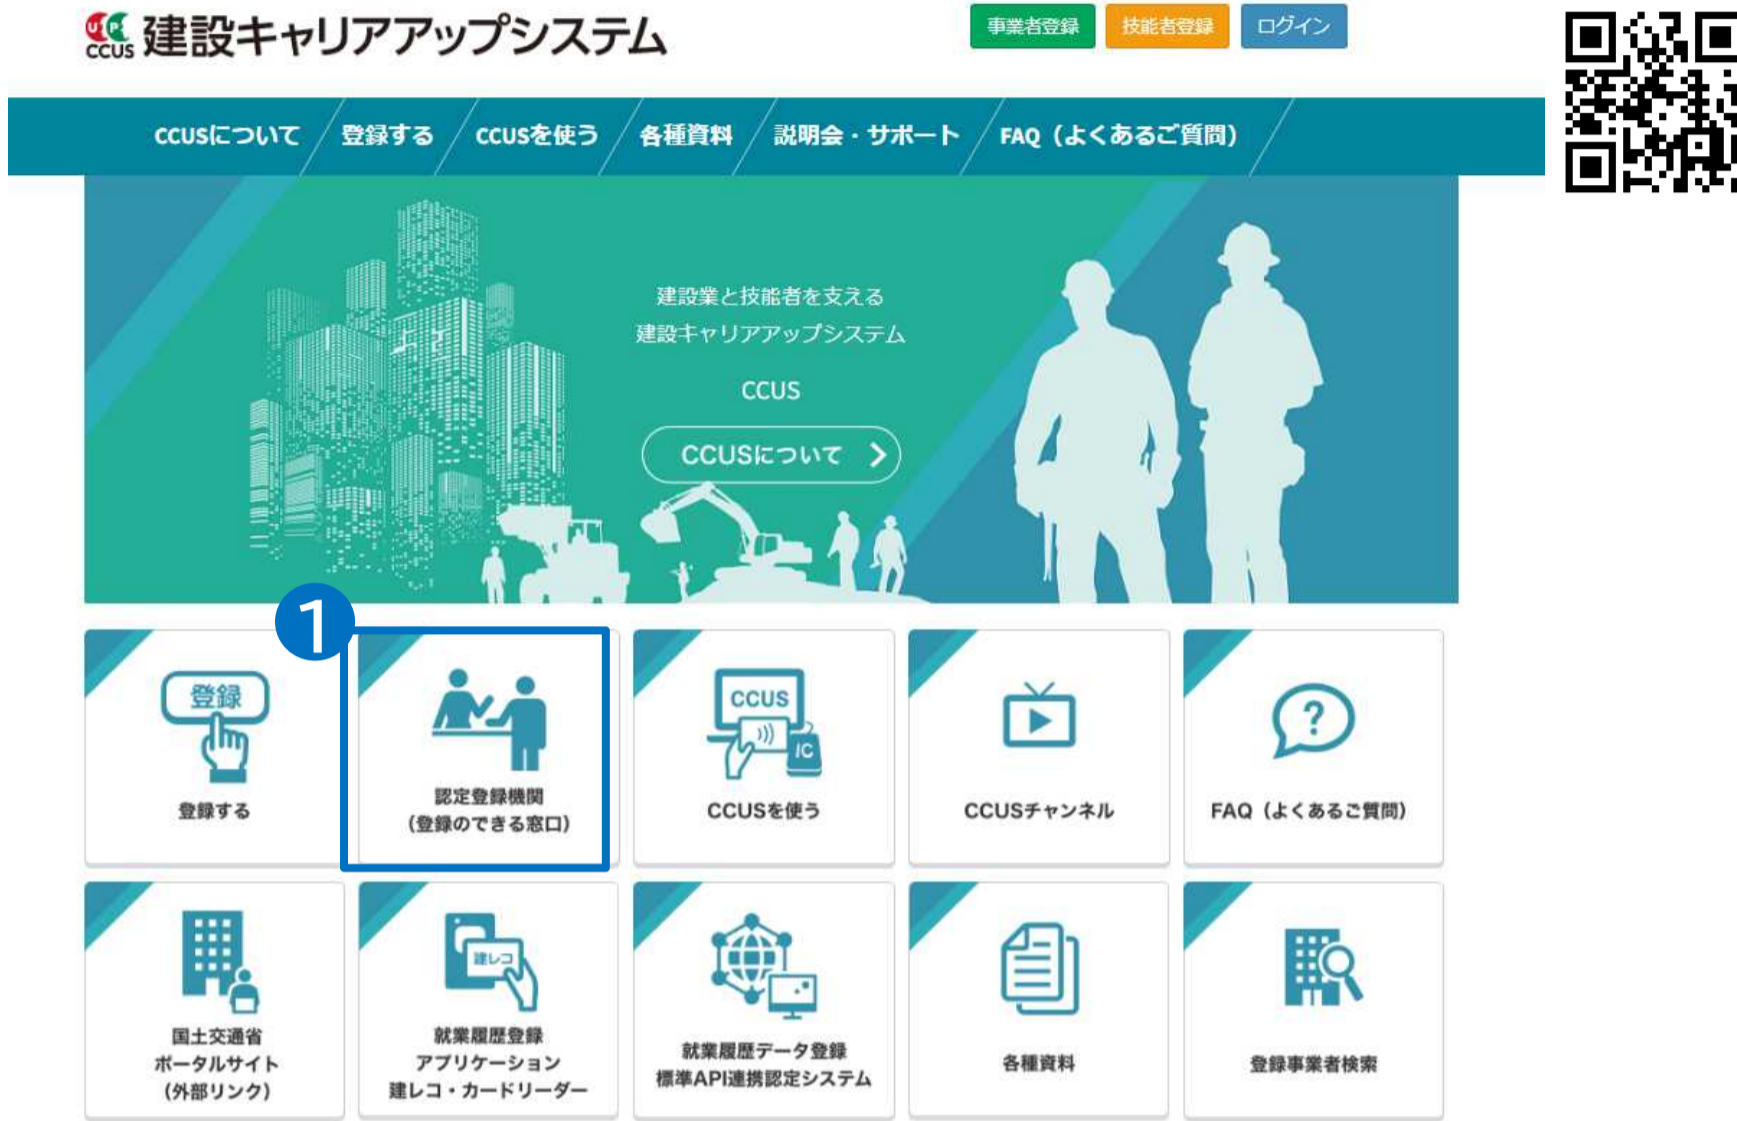 UP
CCUS 建設キャリアアップシステム
事業者登録 技能者登録 ログイン
CCUSについて 登録する CCUSを使う 各種資料 説明会・サポート FAQ（よくあるご質問）
建設業と技能者を支える
建設キャリアアップシステム
CCUS
CCUSについて
1
登録
登録する
認定登録機関
（登録のできる窓口）
CCUS
IC
CCUSを使う
CCUSチャンネル
?
FAQ（よくあるご質問）
国土交通省
ポータルサイト
（外部リンク）
建レコ
就業履歴登録
アプリケーション
建レコ・カードリーダー
就業履歴データ登録
標準API連携認定システム
各種資料
登録事業者検索